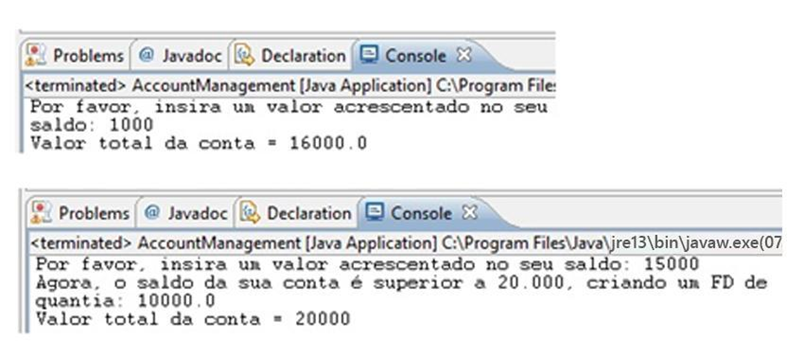 Problems @ Javadoc Declaration Console
<terminated> AccountManagement [Java Application] C:\Program Files
Por favor, insira um valor acrescentado no seu
saldo: 1000
Valor total da conta = 16000.0
Problems @ Javadoc Declaration Console
<terminated> AccountManagement [Java Application] C:\Program Files\Java\jre13\bin\javaw.exe(07
Por favor, insira um valor acrescentado no seu saldo: 15000
Agora, o saldo da sua conta é superior a 20.000, criando um FD de
quantia: 10000.0
Valor total da conta = 20000